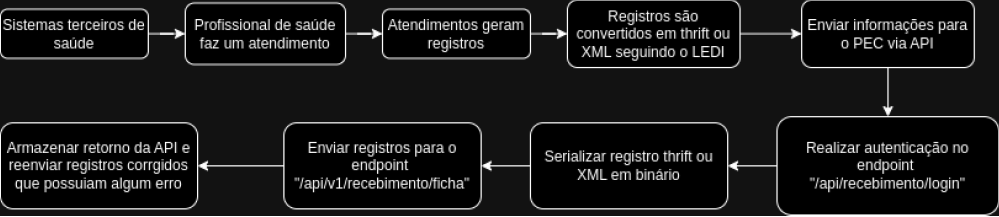 Sistemas terceiros de
saúde
Profissional de saúde
faz um atendimento
Atendimentos geram
registros
Registros são
convertidos em thrift ou
XML seguindo o LEDI
Enviar informações para
o PEC via API
Realizar autenticação no
endpoint
"/api/recebimento/login"
Serializar registro thrift ou
XML em binário
Enviar registros para o
endpoint
"/api/v1/recebimento/ficha"
Armazenar retorno da API e
reenviar registros corrgidos
que possuiam algum erro